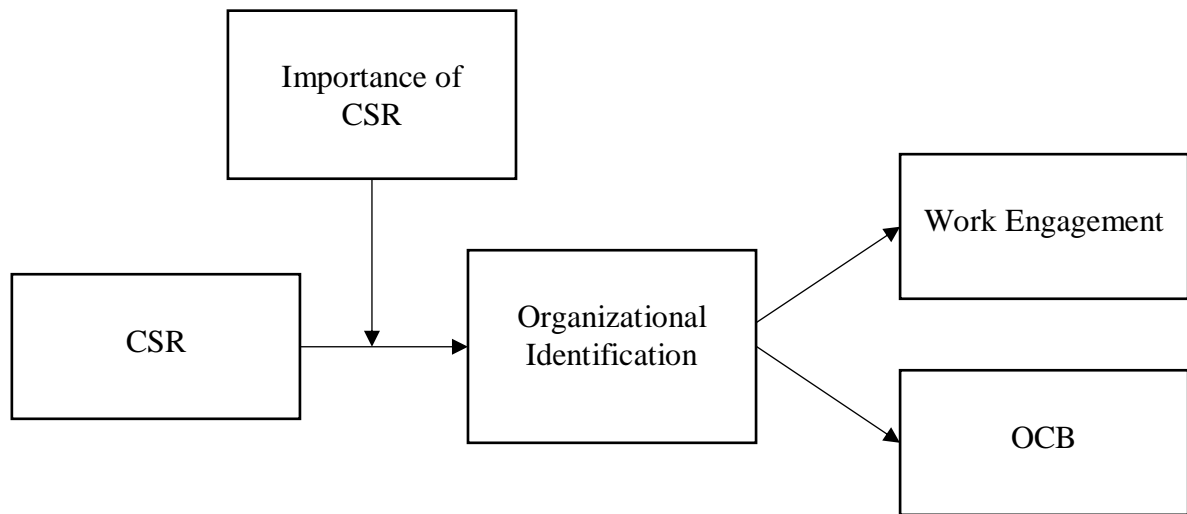 Importance of
CSR
Work Engagement
CSR
Organizational
Identification
OCB